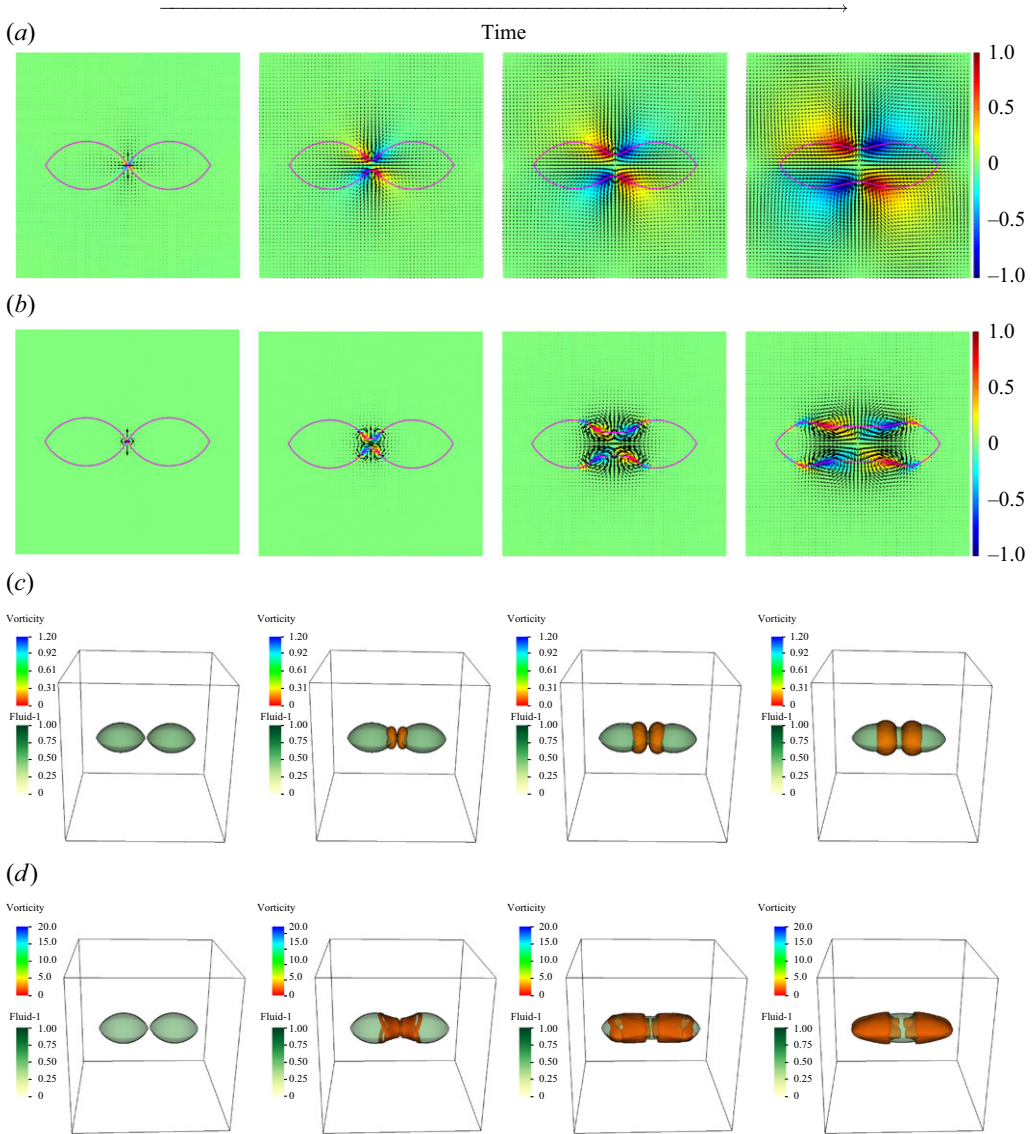 Time
(a)
1.0
0.5
0
–0.5
–1.0
(b)
1.0
0.5
0
–0.5
–1.0
(c)
Vorticity Vorticity Vorticity Vorticity
1.20 1.20 1.20 1.20
0.92 0.92 0.92 0.92
0.61 0.61 0.61 0.61
0.31 0.31 0.31 0.31
0 0 0.0 0
Fluid-1 Fluid-1 Fluid-1 Fluid-1
1.00 1.00 1.00 1.00
0.75 0.75 0.75 0.75
0.50 0.50 0.50 0.50
0.25 0.25 0.25 0.25
0 0 0 0
(d)
Vorticity Vorticity Vorticity Vorticity
20.0 20.0 20.0 20.0
15.0 15.0 15.0 15.0
10.0 10.0 10.0 10.0
5.0 5.0 5.0 5.0
0 0 0 0
Fluid-1 Fluid-1 Fluid-1 Fluid-1
1.00 1.00 1.00 1.00
0.75 0.75 0.75 0.75
0.50 0.50 0.50 0.50
0.25 0.25 0.25 0.25
0 0 0 0